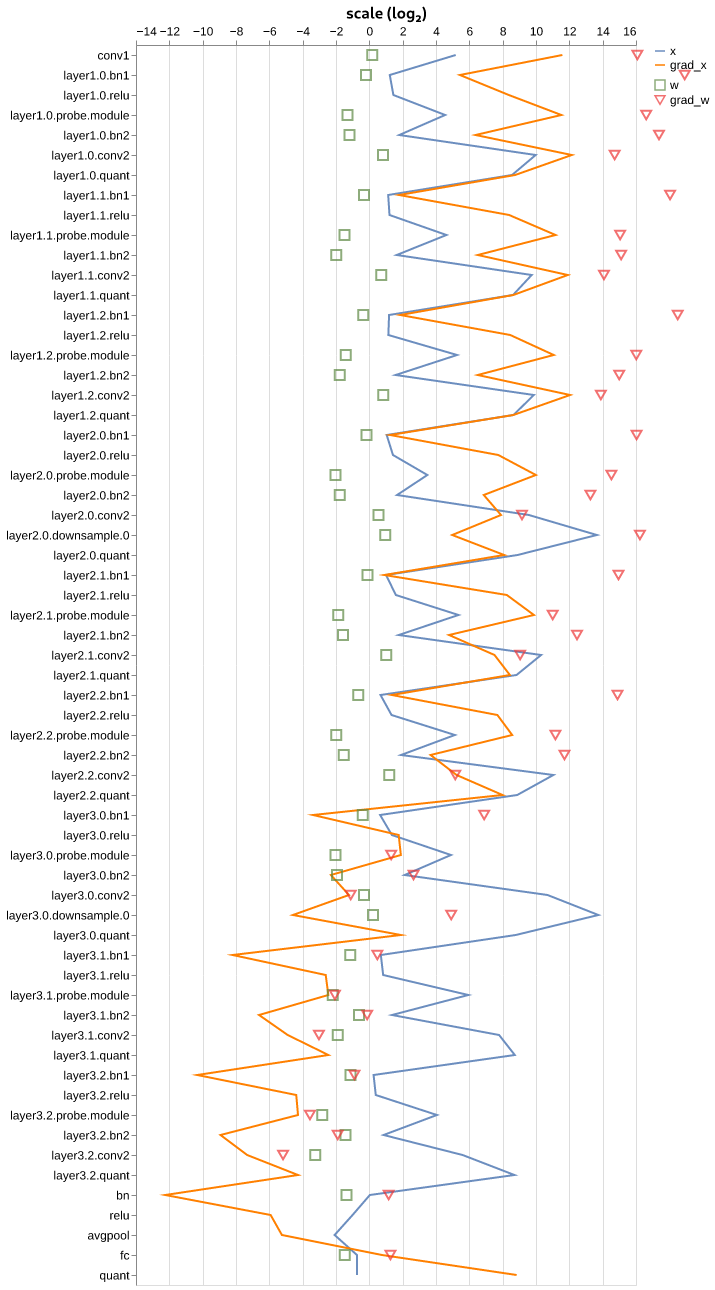 scale (log₂)
−14 −12 −10 −8 −6 −4 −2 0 2 4 6 8 10 12 14 16
x
grad_x
w
grad_w
conv1
layer1.0.bn1
layer1.0.relu
layer1.0.probe.module
layer1.0.bn2
layer1.0.conv2
layer1.0.quant
layer1.1.bn1
layer1.1.relu
layer1.1.probe.module
layer1.1.bn2
layer1.1.conv2
layer1.1.quant
layer1.2.bn1
layer1.2.relu
layer1.2.probe.module
layer1.2.bn2
layer1.2.conv2
layer1.2.quant
layer2.0.bn1
layer2.0.relu
layer2.0.probe.module
layer2.0.bn2
layer2.0.conv2
layer2.0.downsample.0
layer2.0.quant
layer2.1.bn1
layer2.1.relu
layer2.1.probe.module
layer2.1.bn2
layer2.1.conv2
layer2.1.quant
layer2.2.bn1
layer2.2.relu
layer2.2.probe.module
layer2.2.bn2
layer2.2.conv2
layer2.2.quant
layer3.0.bn1
layer3.0.relu
layer3.0.probe.module
layer3.0.bn2
layer3.0.conv2
layer3.0.downsample.0
layer3.0.quant
layer3.1.bn1
layer3.1.relu
layer3.1.probe.module
layer3.1.bn2
layer3.1.conv2
layer3.1.quant
layer3.2.bn1
layer3.2.relu
layer3.2.probe.module
layer3.2.bn2
layer3.2.conv2
layer3.2.quant
bn
relu
avgpool
fc
quant